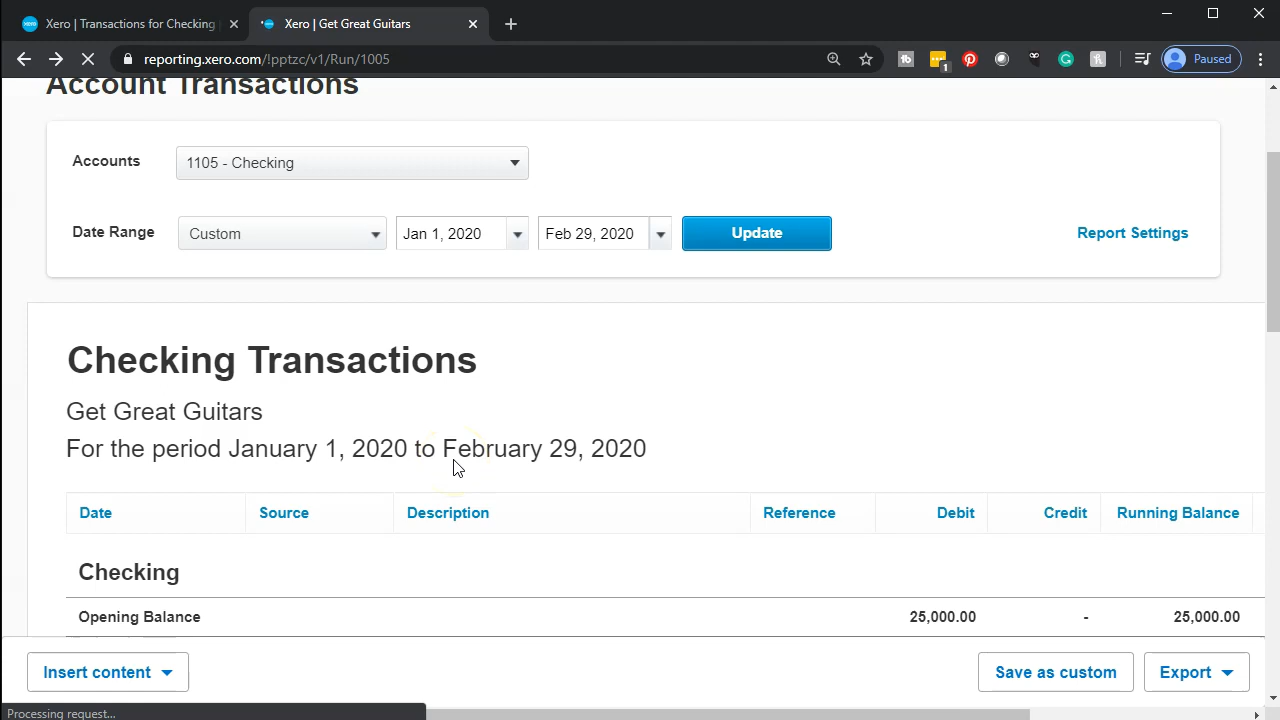 Xero | Transactions for Checking
Xero | Get Great Guitars
reporting.xero.com/!pptzc/v1/Run/1005
1
Paused
Account Transactions
Accounts
1105 - Checking
Date Range
Custom
Jan 1, 2020
Feb 29, 2020
Update
Report Settings
Checking Transactions
Get Great Guitars
For the period January 1, 2020 to February 29, 2020
Date Source Description Reference Debit Credit Running Balance
Checking
Opening Balance 25,000.00 - 25,000.00
Insert content
Save as custom
Export
Processing request...